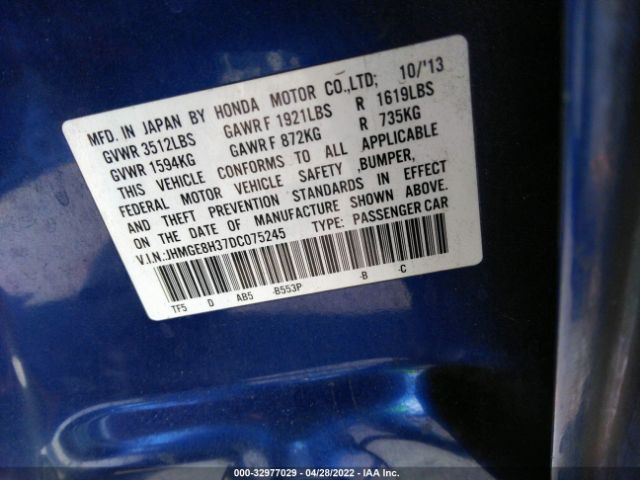 MFD. IN JAPAN BY HONDA MOTOR CO.,LTD; 10/'13
GVWR 3512LBS GAWR F 1921LBS R 1619LBS
GVWR 1594KG GAWR F 872KG R 735KG
THIS VEHICLE CONFORMS TO ALL APPLICABLE
FEDERAL MOTOR VEHICLE SAFETY ,BUMPER,
AND THEFT PREVENTION STANDARDS IN EFFECT
ON THE DATE OF MANUFACTURE SHOWN ABOVE.
V.I.N.:JHMGE8H37DC075245 TYPE: PASSENGER CAR
TF5 D AB5 -B553P -B -C
000-32977029 - 04/28/2022 - IAA Inc.